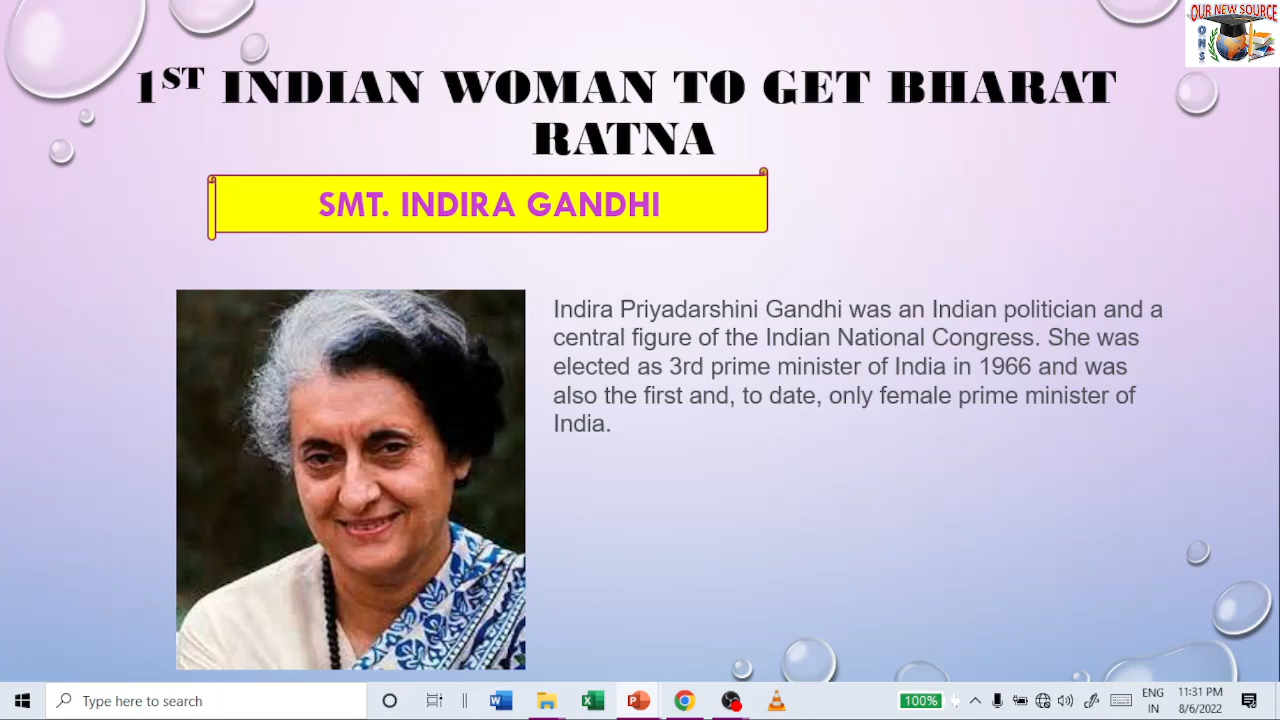 OUR NEW SOURCE
ONS
1ST INDIAN WOMAN TO GET BHARAT
RATNA
SMT. INDIRA GANDHI
Indira Priyadarshini Gandhi was an Indian politician and a
central figure of the Indian National Congress. She was
elected as 3rd prime minister of India in 1966 and was
also the first and, to date, only female prime minister of
India.
Type here to search
100%
ENG
IN
11:31 PM
8/6/2022